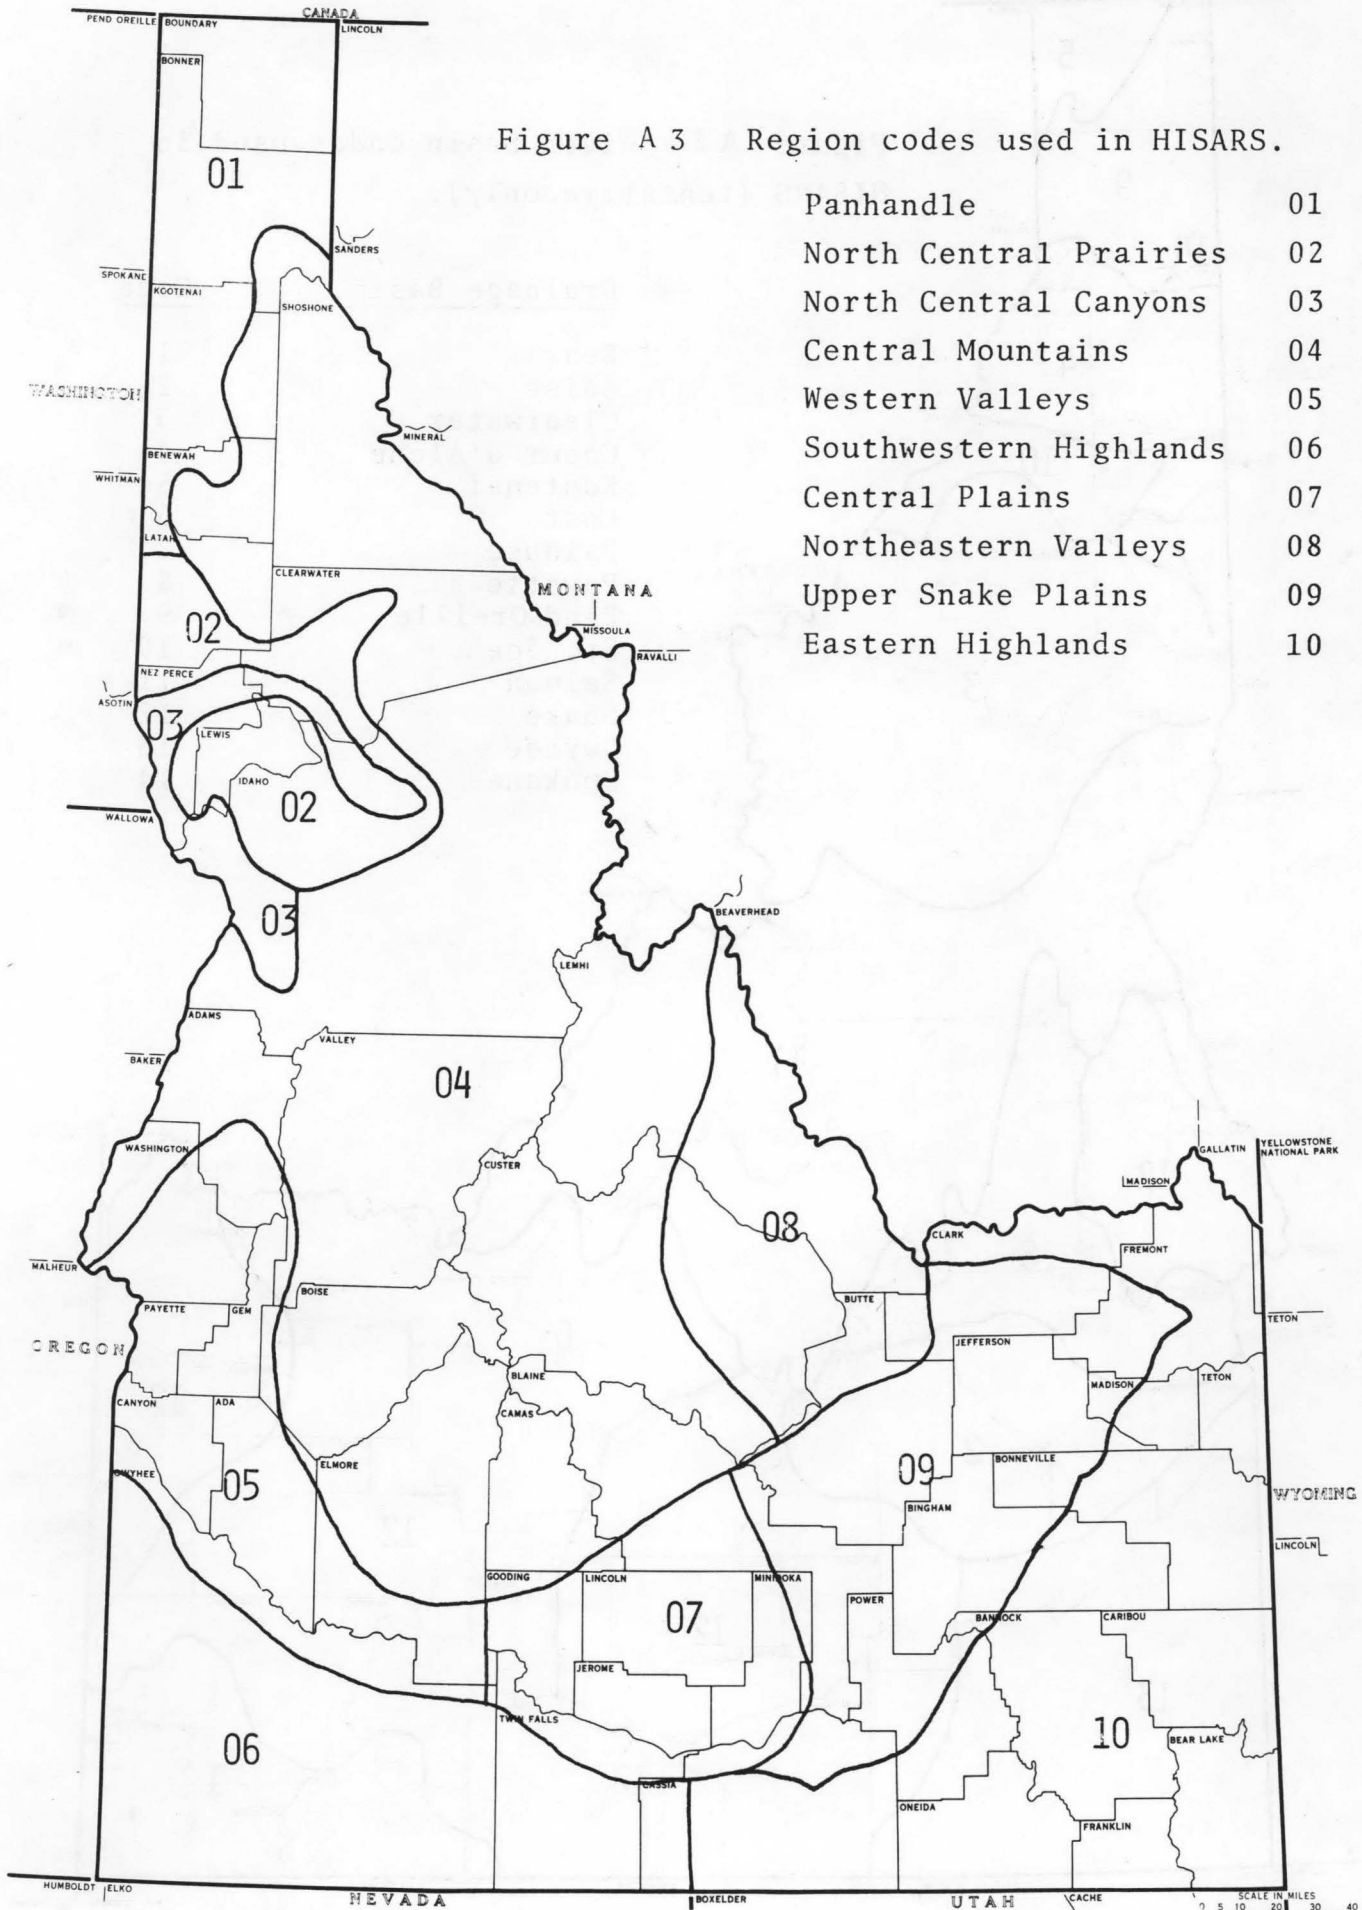 CANADA
PEND OREILLE
BOUNDARY
LINCOLN
BONNER
Figure A 3 Region codes used in HISARS.
01
Panhandle 01
North Central Prairies 02
North Central Canyons 03
Central Mountains 04
Western Valleys 05
Southwestern Highlands 06
Central Plains 07
Northeastern Valleys 08
Upper Snake Plains 09
Eastern Highlands 10
SANDERS
SPOKANE
KOOTENAI
SHOSHONE
WASHINGTON
MINERAL
BENEWAH
WHITMAN
LATAH
CLEARWATER
MONTANA
02
MISSOULA
RAVALLI
NEZ PERCE
ASOTIN
03
LEWIS
IDAHO
02
WALLOWA
03
BEAVERHEAD
LEMHI
ADAMS
VALLEY
BAKER
04
WASHINGTON
CUSTER
GALLATIN
YELLOWSTONE
NATIONAL PARK
MADISON
08
CLARK
FREMONT
MALHEUR
BOISE
BUTTE
PAYETTE
GEM
TETON
OREGON
JEFFERSON
BLAINE
MADISON
TETON
CANYON
ADA
CAMAS
ELMORE
BONNEVILLE
OWYHEE
05
09
BINGHAM
WYOMING
LINCOLN
GOODING
LINCOLN
MINIDOKA
POWER
BANNOCK
CARIBOU
07
JEROME
TWIN FALLS
06
10
BEAR LAKE
CASSIA
ONEIDA
FRANKLIN
HUMBOLDT
ELKO
NEVADA
BOXELDER
UTAH
CACHE
SCALE IN MILES
0 5 10 20 30 40